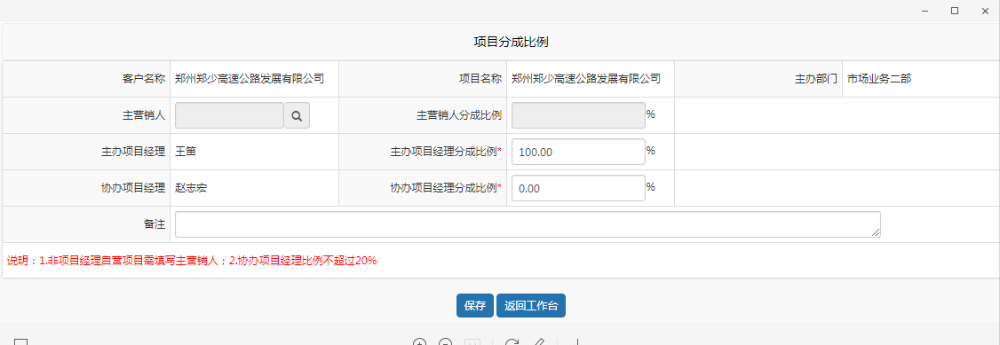 项目分成比例
客户名称 郑州郑少高速公路发展有限公司 项目名称 郑州郑少高速公路发展有限公司 主办部门 市场业务二部
主营销人 主营销人分成比例 %
主办项目经理 王笛 主办项目经理分成比例* 100.00 %
协办项目经理 赵志宏 协办项目经理分成比例* 0.00 %
备注
说明：1.非项目经理自营项目需填写主营销人；2.协办项目经理比例不超过20%
保存 返回工作台